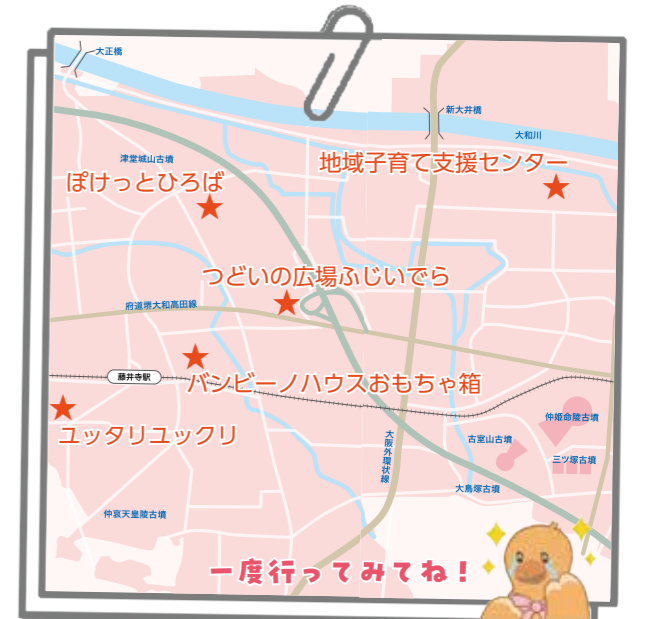 大正橋
新大井橋
大和川
津堂城山古墳
地域子育て支援センター
ぽけっとひろば
つどいの広場ふじいでら
府道堺大和高田線
藤井寺駅
バンビーノハウスおもちゃ箱
ユッタリユックリ
仲姫命陵古墳
大阪外環状線
古室山古墳
三ツ塚古墳
大鳥塚古墳
仲哀天皇陵古墳
一度行ってみてね！